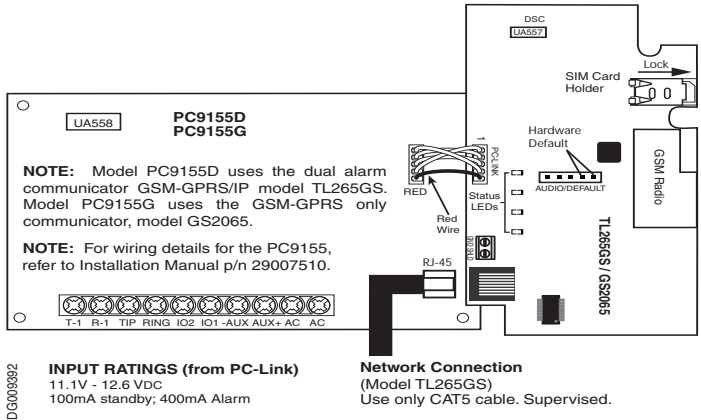 DSC
UA557
Lock
SIM Card
Holder
UA558
PC9155D
PC9155G
Hardware
Default
1
PC-LINK
GSM Radio
NOTE: Model PC9155D uses the dual alarm
communicator GSM-GPRS/IP model TL265GS.
Model PC9155G uses the GSM-GPRS only
communicator, model GS2065.
RED
Red
Wire
Status
LEDs
AUDIO/DEFAULT
TL265GS / GS2065
NOTE: For wiring details for the PC9155,
refer to Installation Manual p/n 29007510.
RJ-45
T-1 R-1 TIP RING IO2 IO1 -AUX AUX+ AC AC
DG009392
INPUT RATINGS (from PC-Link)
11.1V - 12.6 VDC
100mA standby; 400mA Alarm
Network Connection
(Model TL265GS)
Use only CAT5 cable. Supervised.